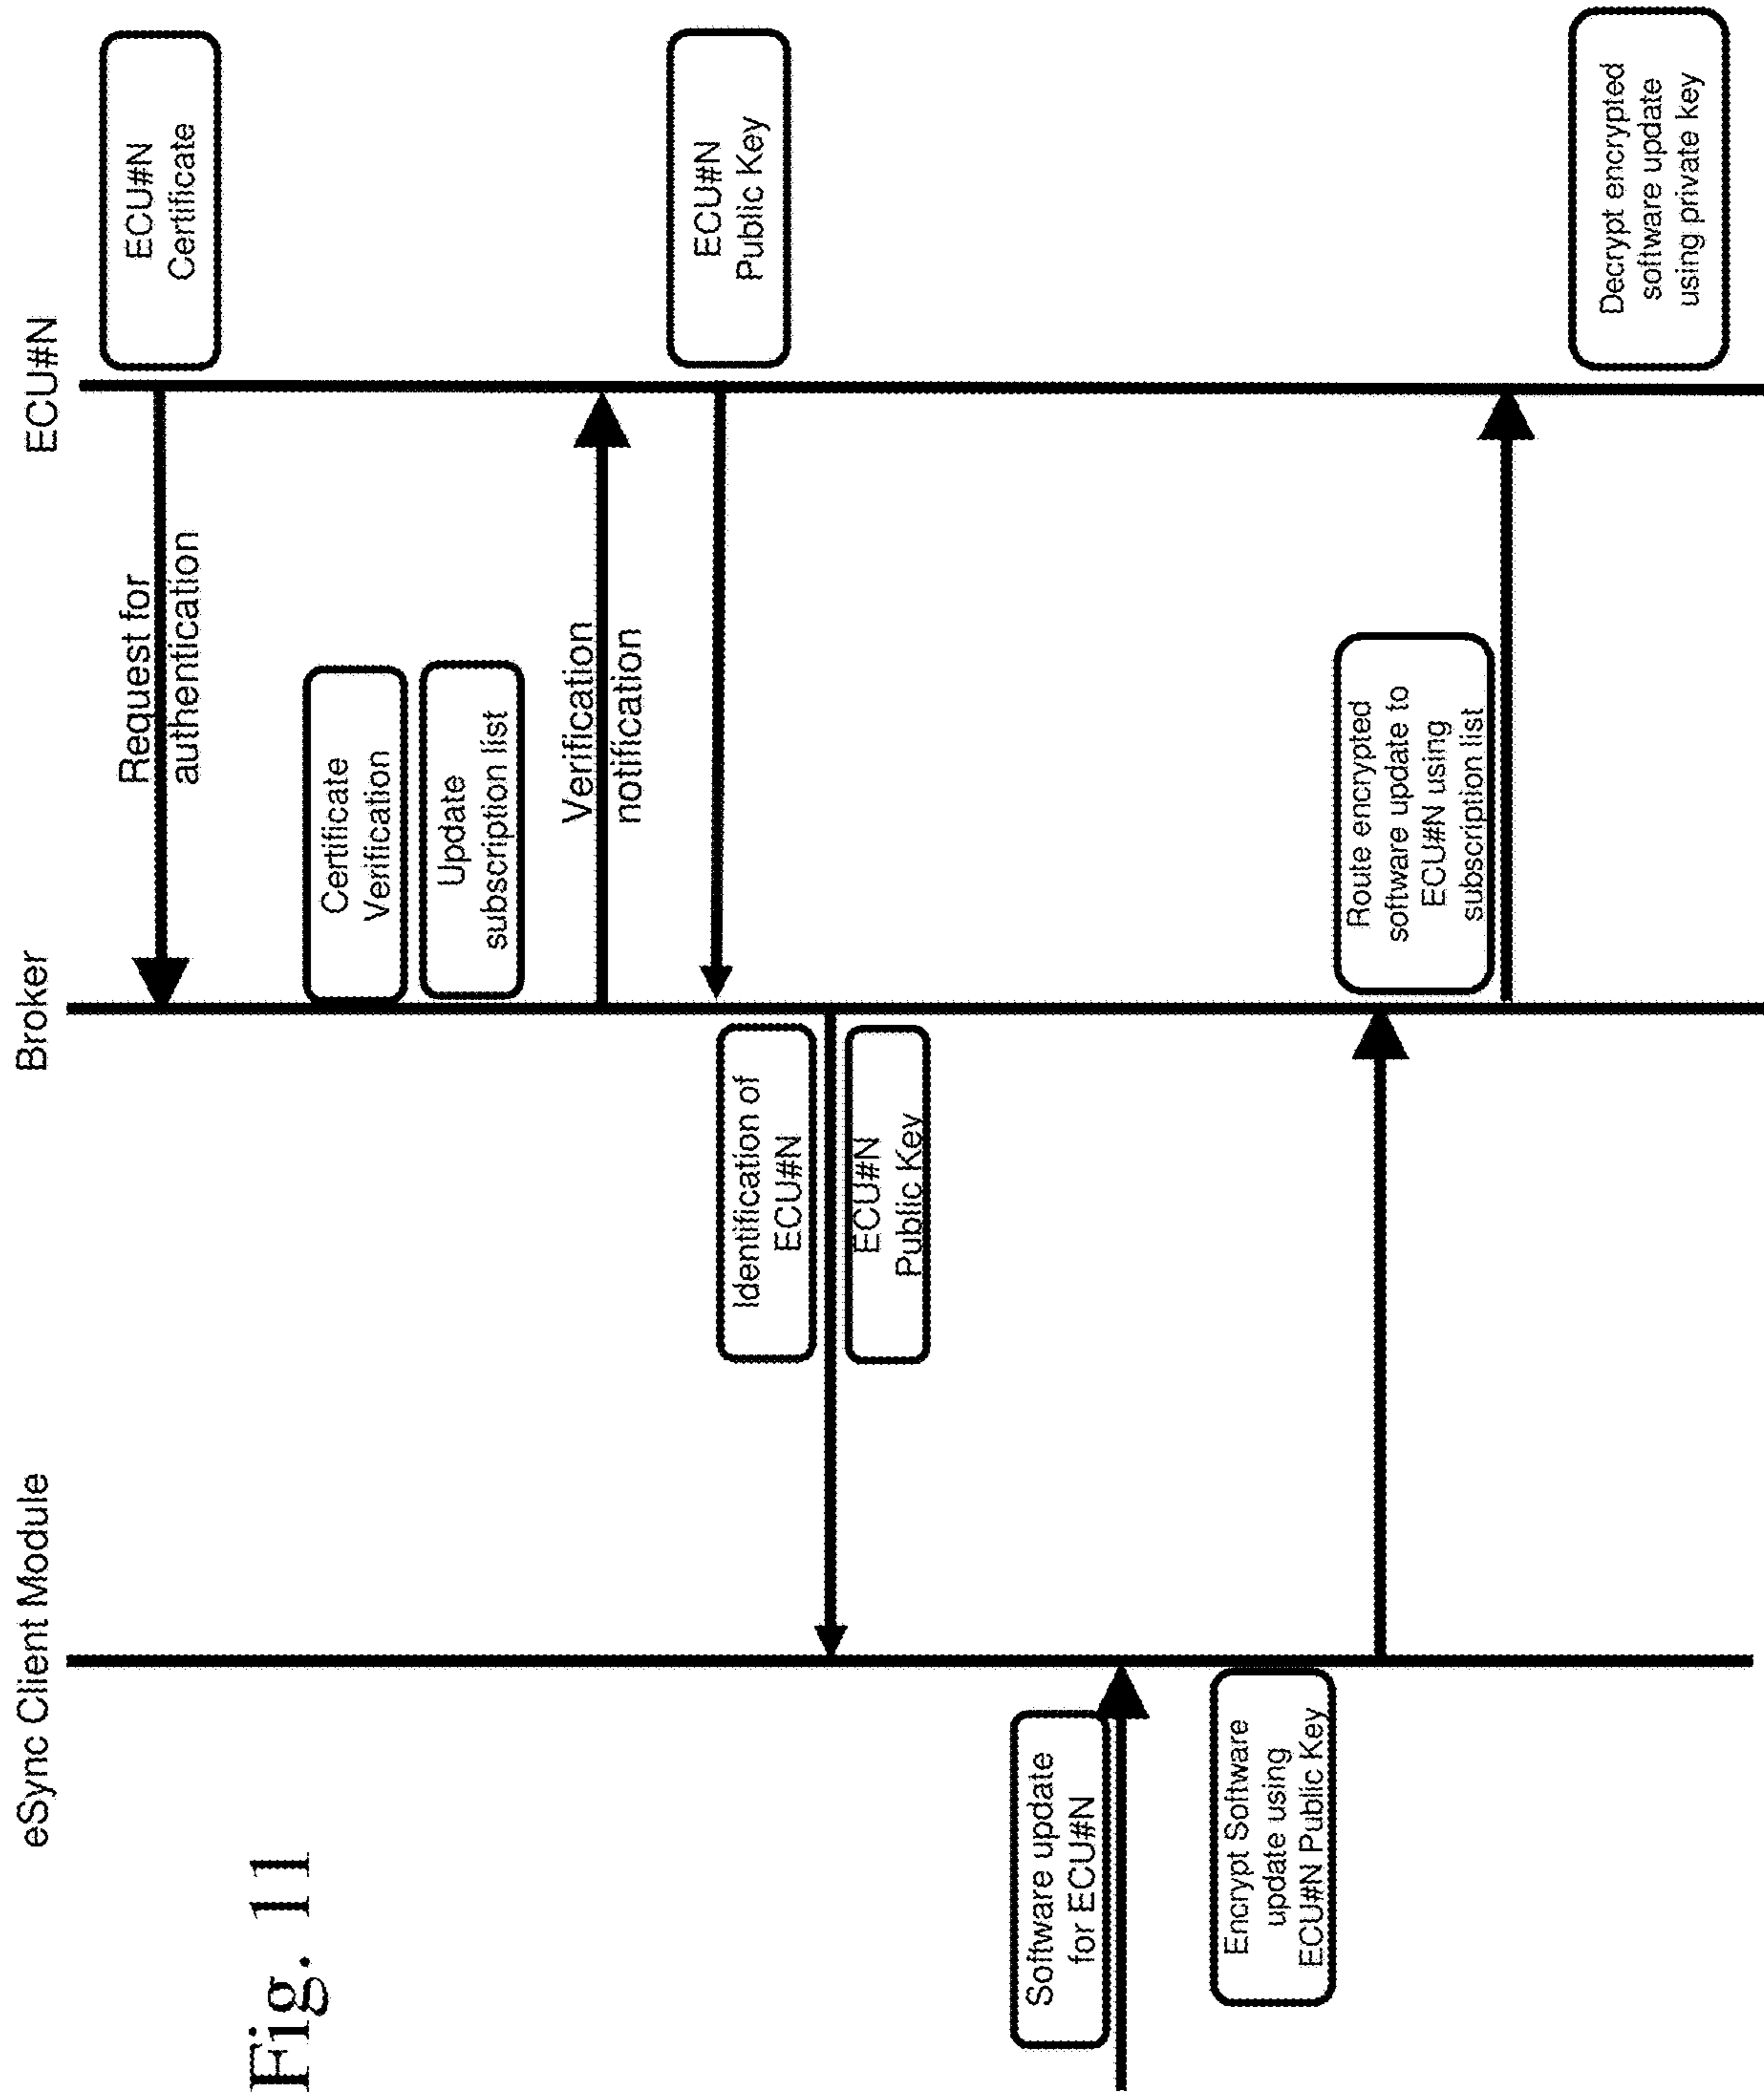 Fig. 11
eSync Client Module
Broker
ECU#N
ECU#N
Certificate
Request for
authentication
Certificate
Verification
Update
subscription list
Verification
notification
ECU#N
Public Key
Identification of
ECU#N
ECU#N
Public Key
Software update
for ECU#N
Encrypt Software
update using
ECU#N Public Key
Route encrypted
software update to
ECU#N using
subscription list
Decrypt encrypted
software update
using private key